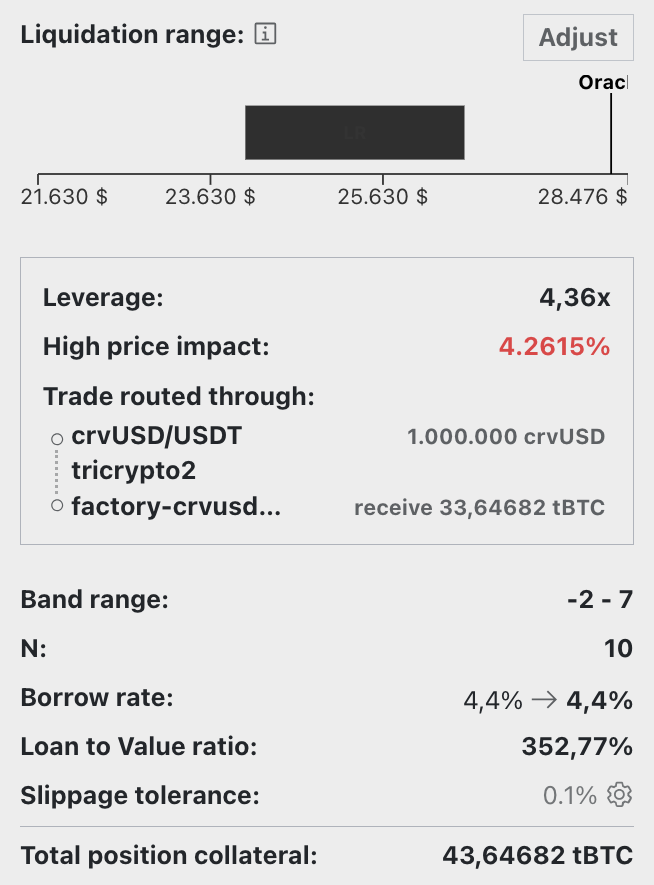 Liquidation range: i
Adjust
Orac
LR
21.630 $ 23.630 $ 25.630 $ 28.476 $
Leverage: 4,36x
High price impact: 4.2615%
Trade routed through:
crvUSD/USDT 1.000.000 crvUSD
tricrypto2
factory-crvusd... receive 33,64682 tBTC
Band range: -2 - 7
N: 10
Borrow rate: 4,4% → 4,4%
Loan to Value ratio: 352,77%
Slippage tolerance: 0.1%
Total position collateral: 43,64682 tBTC